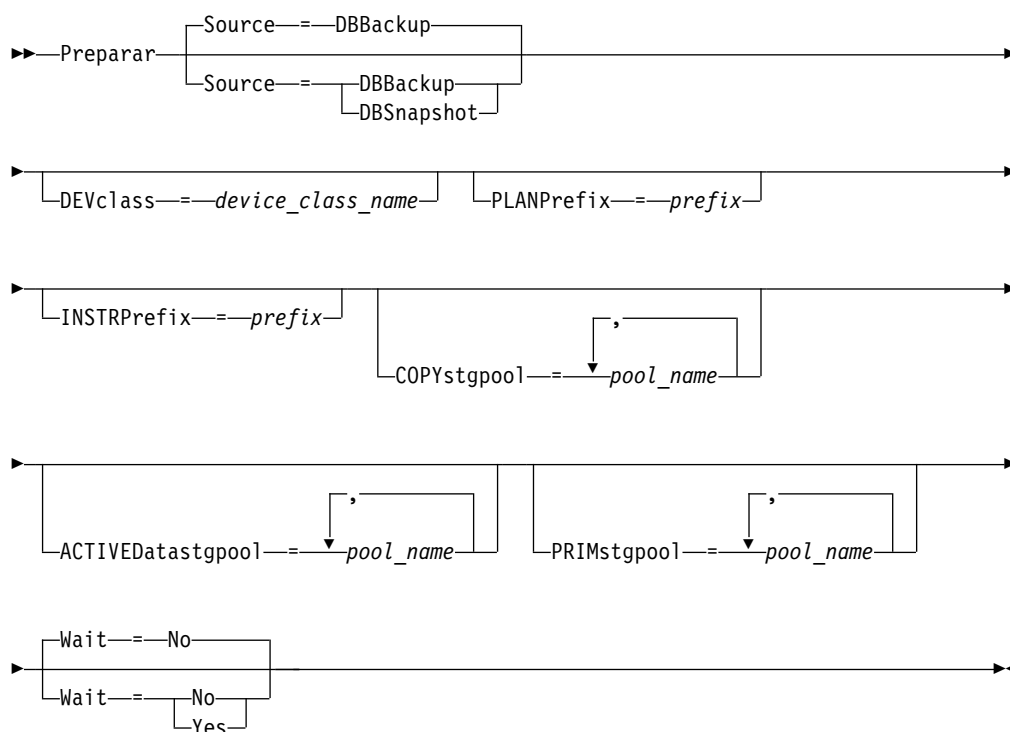 Source = DBBackup
Preparar
Source = DBBackup
DBSnapshot
DEVclass = device_class_name PLANPrefix = prefix
INSTRPrefix = prefix
,
COPYstgpool = pool_name
, ,
ACTIVEDatastgpool = pool_name PRIMstgpool = pool_name
Wait = No
Wait = No
Yes